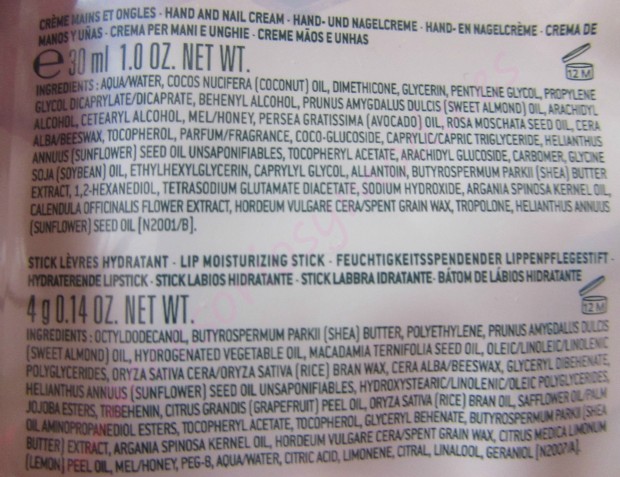 CRÈME MAINS ET ONGLES - HAND AND NAIL CREAM - HAND- UND NAGELCREME - HAND- EN NAGELCRÈME - CREMA DE
MANOS Y UÑAS - CREMA PER MANI E UNGHIE - CREME MÃOS E UNHAS
e 30 ml 1.0 OZ. NET WT.
12 M
INGREDIENTS : AQUA/WATER, COCOS NUCIFERA (COCONUT) OIL, DIMETHICONE, GLYCERIN, PENTYLENE GLYCOL, PROPYLENE
GLYCOL DICAPRYLATE/DICAPRATE, BEHENYL ALCOHOL, PRUNUS AMYGDALUS DULCIS (SWEET ALMOND) OIL, ARACHIDYL
ALCOHOL, CETEARYL ALCOHOL, MEL/HONEY, PERSEA GRATISSIMA (AVOCADO) OIL, ROSA MOSCHATA SEED OIL, CERA
ALBA/BEESWAX, TOCOPHEROL, PARFUM/FRAGRANCE, COCO-GLUCOSIDE, CAPRYLIC/CAPRIC TRIGLYCERIDE, HELIANTHUS
ANNUUS (SUNFLOWER) SEED OIL UNSAPONIFIABLES, TOCOPHERYL ACETATE, ARACHIDYL GLUCOSIDE, CARBOMER, GLYCINE
SOJA (SOYBEAN) OIL, ETHYLHEXYLGLYCERIN, CAPRYLYL GLYCOL, ALLANTOIN, BUTYROSPERMUM PARKII (SHEA) BUTTER
EXTRACT, 1,2-HEXANEDIOL, TETRASODIUM GLUTAMATE DIACETATE, SODIUM HYDROXIDE, ARGANIA SPINOSA KERNEL OIL,
CALENDULA OFFICINALIS FLOWER EXTRACT, HORDEUM VULGARE CERA/SPENT GRAIN WAX, TROPOLONE, HELIANTHUS ANNUUS
(SUNFLOWER) SEED OIL [N2001/B].
STICK LÈVRES HYDRATANT - LIP MOISTURIZING STICK - FEUCHTIGKEITSSPENDENDER LIPPENPFLEGESTIFT -
HYDRATERENDE LIPSTICK - STICK LABIOS HIDRATANTE - STICK LABBRA IDRATANTE- BÂTOM DE LÁBIOS HIDRATANTE
4 g 0.14 OZ. NET WT.
12 M
INGREDIENTS : OCTYLDODECANOL, BUTYROSPERMUM PARKII (SHEA) BUTTER, POLYETHYLENE, PRUNUS AMYGDALUS DULCIS
(SWEET ALMOND) OIL, HYDROGENATED VEGETABLE OIL, MACADAMIA TERNIFOLIA SEED OIL, OLEIC/LINOLEIC/LINOLENIC
POLYGLYCERIDES, ORYZA SATIVA CERA/ORYZA SATIVA (RICE) BRAN WAX, CERA ALBA/BEESWAX, GLYCERYL DIBEHENATE,
HELIANTHUS ANNUUS (SUNFLOWER) SEED OIL UNSAPONIFIABLES, HYDROXYSTEARIC/LINOLENIC/OLEIC POLYGLYCERIDES,
JOJOBA ESTERS, TRIBEHENIN, CITRUS GRANDIS (GRAPEFRUIT) PEEL OIL, ORYZA SATIVA (RICE) BRAN OIL, SAFFLOWER OIL/PALM
OIL AMINOPROPANEDIOL ESTERS, TOCOPHERYL ACETATE, TOCOPHEROL, GLYCERYL BEHENATE, BUTYROSPERMUM PARKII (SHEA
BUTTER) EXTRACT, ARGANIA SPINOSA KERNEL OIL, HORDEUM VULGARE CERA/SPENT GRAIN WAX, CITRUS MEDICA LIMONUM
(LEMON) PEEL OIL, MEL/HONEY, PEG-8, AQUA/WATER, CITRIC ACID, LIMONENE, CITRAL, LINALOOL, GERANIOL [N2007/A].